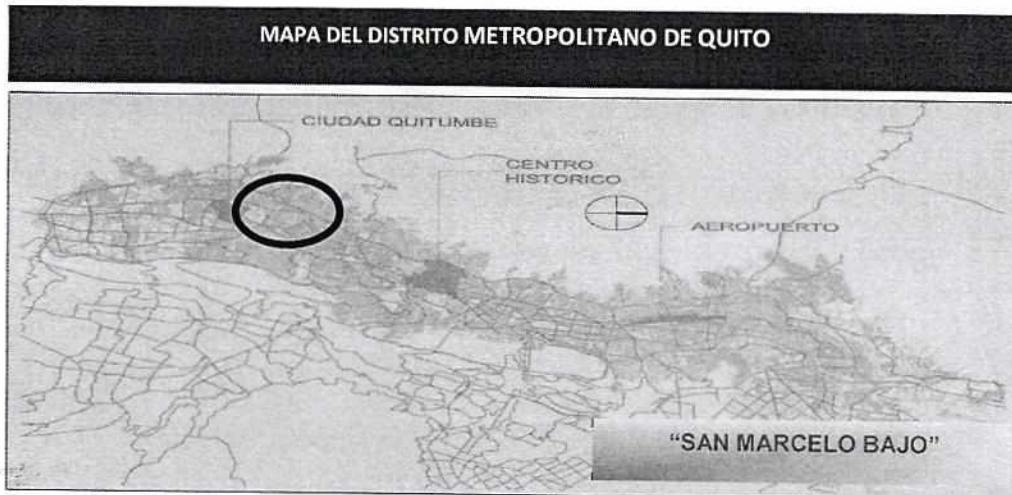 MAPA DEL DISTRITO METROPOLITANO DE QUITO
CIUDAD QUITUMBE
CENTRO
HISTORICO
AEROPUERTO
"SAN MARCELO BAJO"